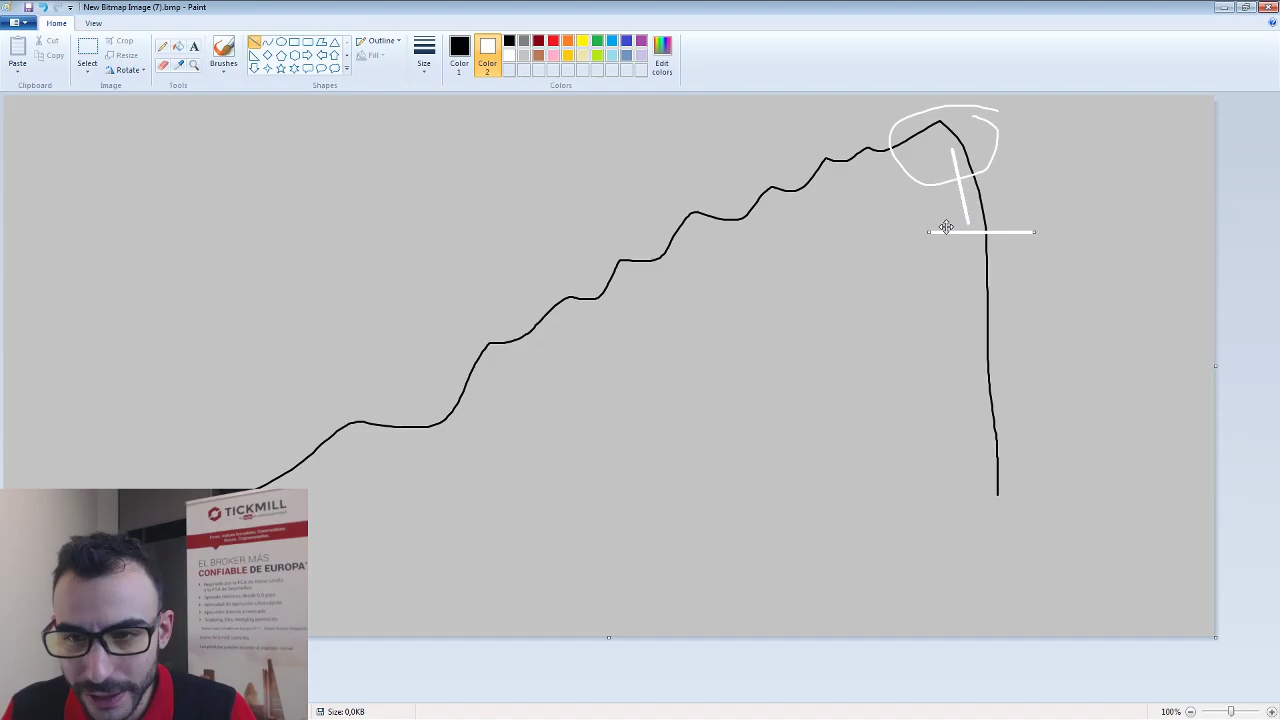 New Bitmap Image (7).bmp - Paint
Home
View
Paste
Cut
Copy
Clipboard
Select
Crop
Resize
Rotate
Image
A
Tools
Brushes
Shapes
Outline
Fill
Size
Color 1
Color 2
Edit colors
Colors
TICKMILL
EL BROKER MÁS
CONFIABLE DE EUROPA
Size: 0,0KB
100%